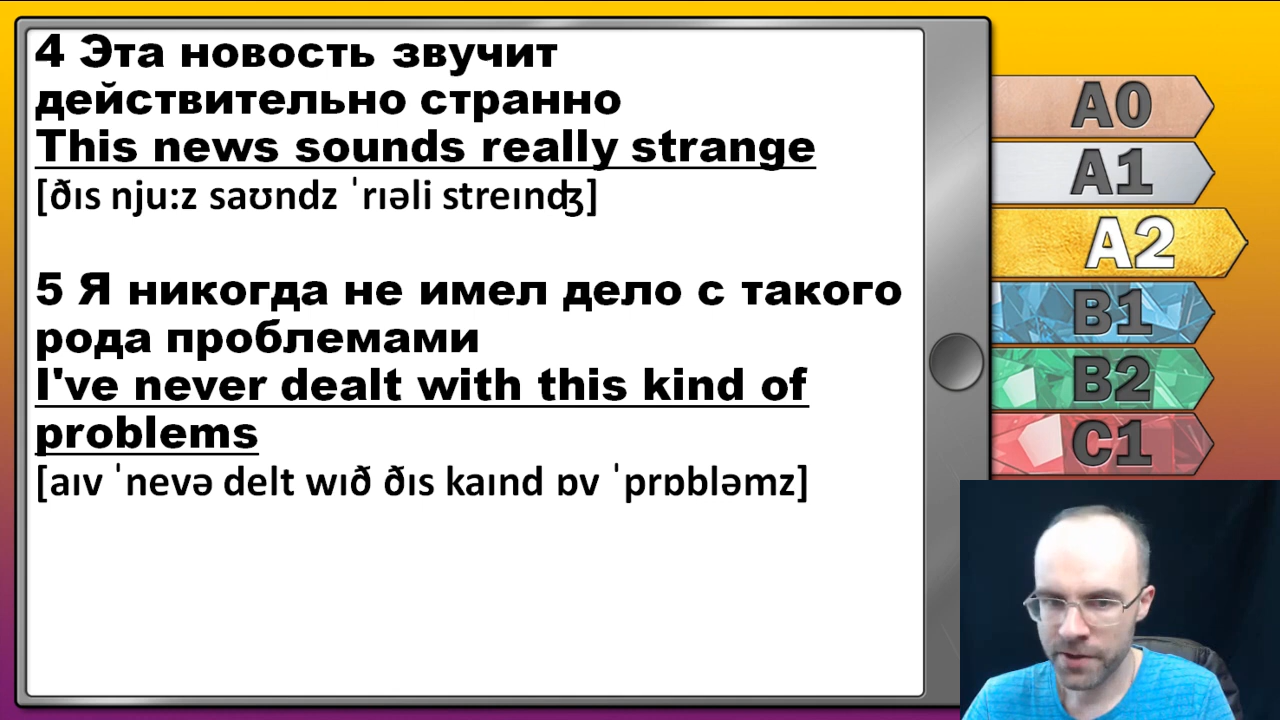 4 Эта новость звучит
действительно странно
This news sounds really strange
[ðɪs njuːz saʊndz ˈrɪəli streɪnʤ]
5 Я никогда не имел дело с такого
рода проблемами
I've never dealt with this kind of
problems
[aɪv ˈnevə delt wɪð ðɪs kaɪnd ɒv ˈprɒbləmz]
A0
A1
A2
B1
B2
C1